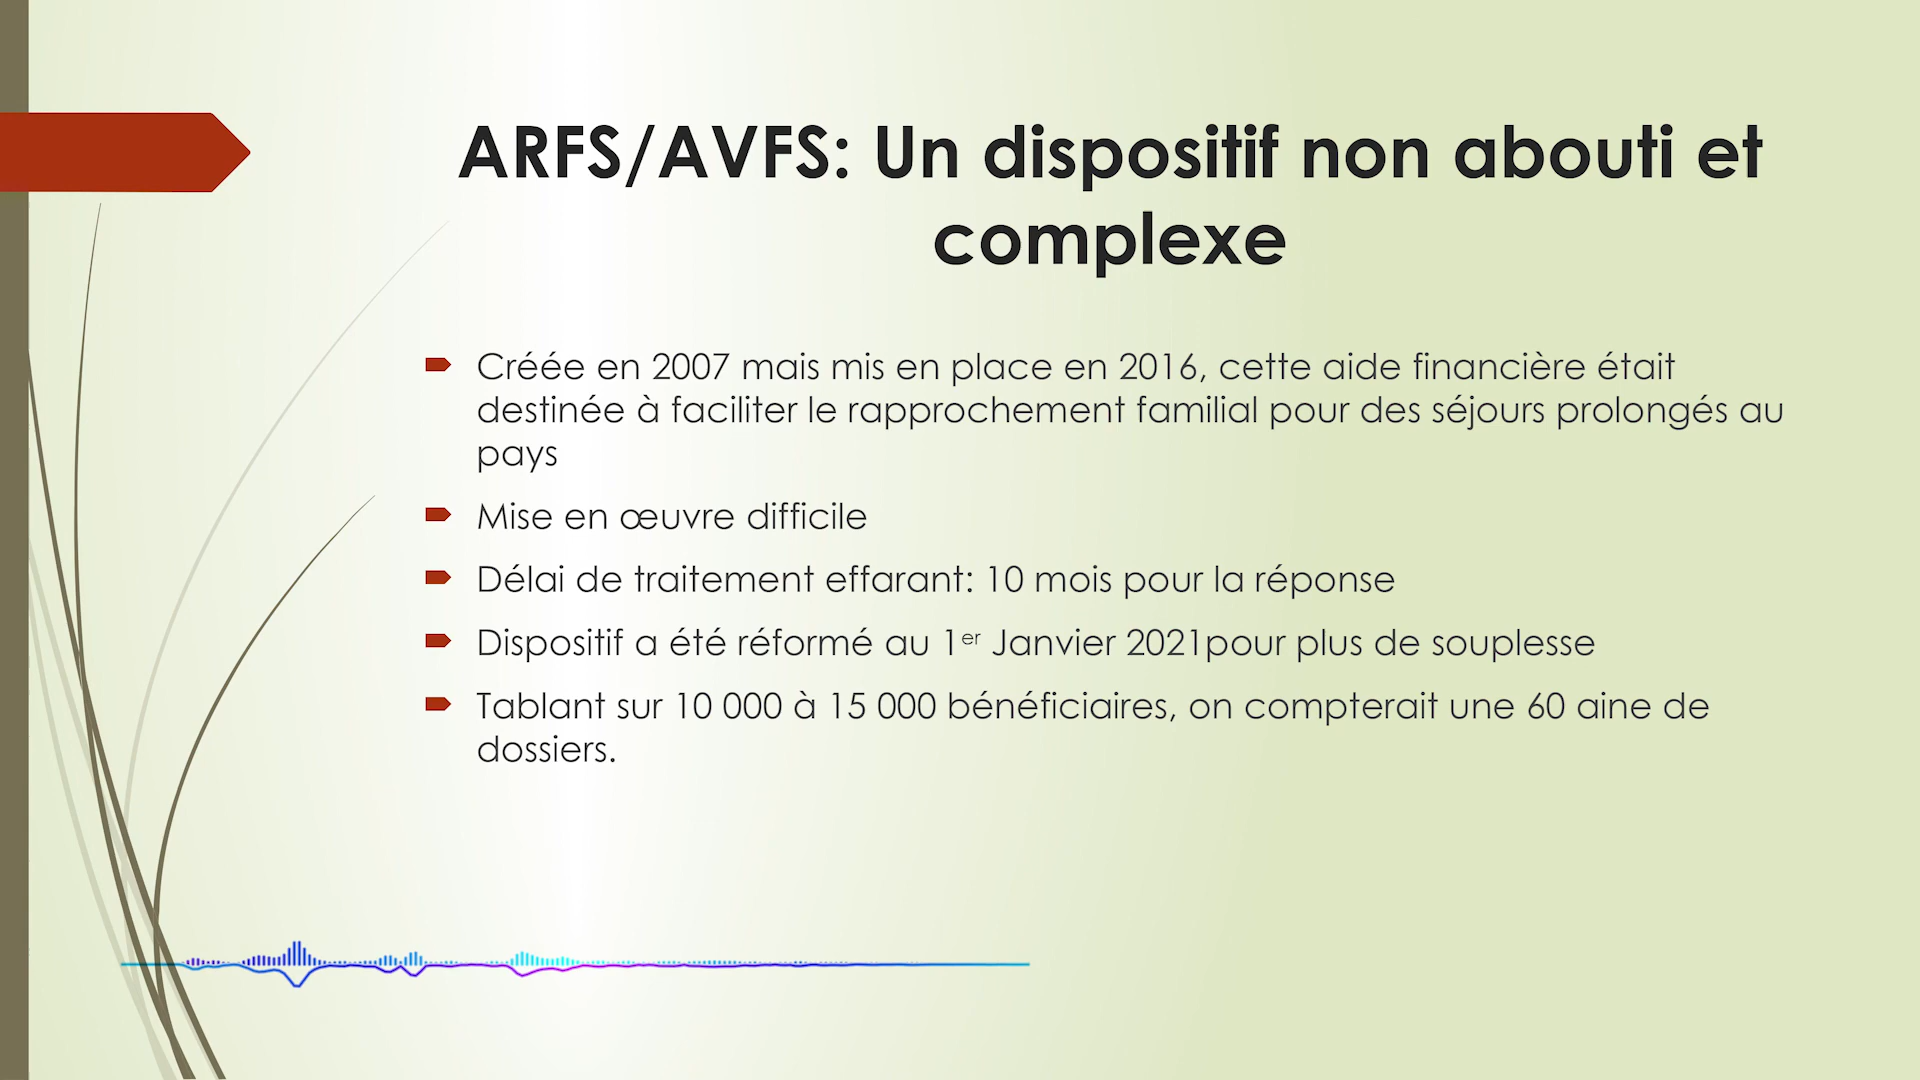 ARFS/AVFS: Un dispositif non abouti et
complexe
Créée en 2007 mais mis en place en 2016, cette aide financière était
destinée à faciliter le rapprochement familial pour des séjours prolongés au
pays
Mise en œuvre difficile
Délai de traitement effarant: 10 mois pour la réponse
Dispositif a été réformé au 1er Janvier 2021pour plus de souplesse
Tablant sur 10 000 à 15 000 bénéficiaires, on compterait une 60 aine de
dossiers.